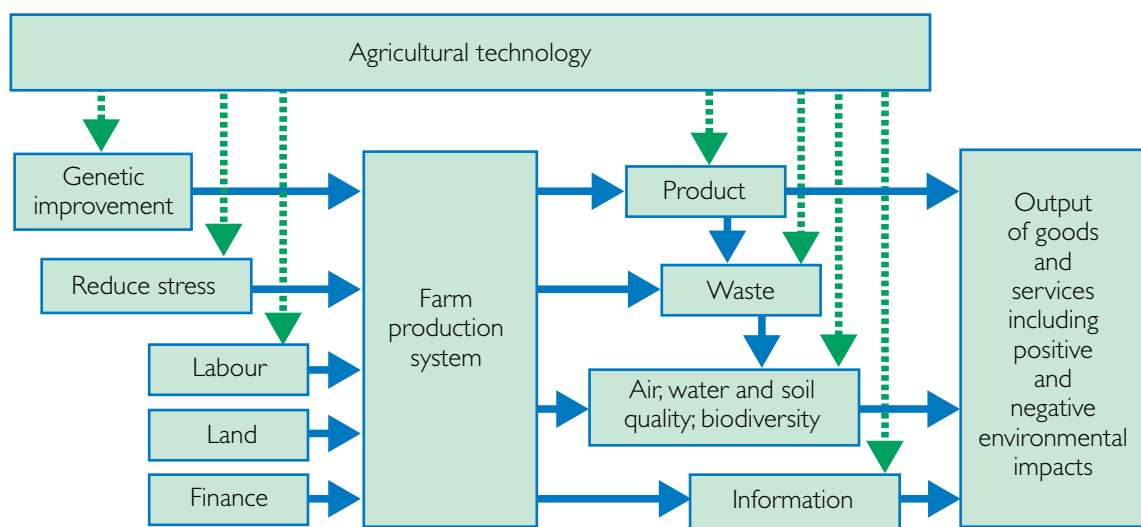 Agricultural technology
Genetic
improvement
Reduce stress
Labour
Land
Finance
Farm
production
system
Product
Waste
Air, water and soil
quality; biodiversity
Information
Output
of goods
and
services
including
positive
and
negative
environmental
impacts